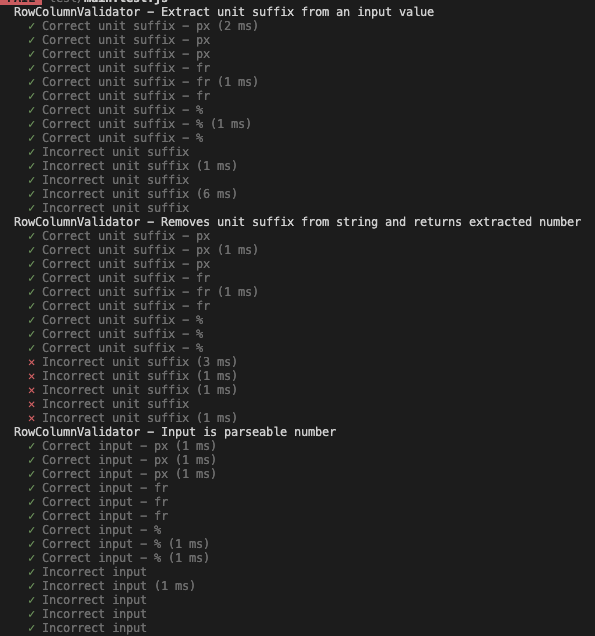 FAIL test/main.test.js
RowColumnValidator – Extract unit suffix from an input value
✓ Correct unit suffix – px (2 ms)
✓ Correct unit suffix – px
✓ Correct unit suffix – px
✓ Correct unit suffix – fr
✓ Correct unit suffix – fr (1 ms)
✓ Correct unit suffix – fr
✓ Correct unit suffix – %
✓ Correct unit suffix – % (1 ms)
✓ Correct unit suffix – %
✓ Incorrect unit suffix
✓ Incorrect unit suffix (1 ms)
✓ Incorrect unit suffix
✓ Incorrect unit suffix (6 ms)
✓ Incorrect unit suffix
RowColumnValidator – Removes unit suffix from string and returns extracted number
✓ Correct unit suffix – px
✓ Correct unit suffix – px (1 ms)
✓ Correct unit suffix – px
✓ Correct unit suffix – fr
✓ Correct unit suffix – fr (1 ms)
✓ Correct unit suffix – fr
✓ Correct unit suffix – %
✓ Correct unit suffix – %
✓ Correct unit suffix – %
✕ Incorrect unit suffix (3 ms)
✕ Incorrect unit suffix (1 ms)
✕ Incorrect unit suffix (1 ms)
✕ Incorrect unit suffix
✕ Incorrect unit suffix (1 ms)
RowColumnValidator – Input is parseable number
✓ Correct input – px (1 ms)
✓ Correct input – px (1 ms)
✓ Correct input – px (1 ms)
✓ Correct input – fr
✓ Correct input – fr
✓ Correct input – fr
✓ Correct input – %
✓ Correct input – % (1 ms)
✓ Correct input – % (1 ms)
✓ Incorrect input
✓ Incorrect input (1 ms)
✓ Incorrect input
✓ Incorrect input
✓ Incorrect input